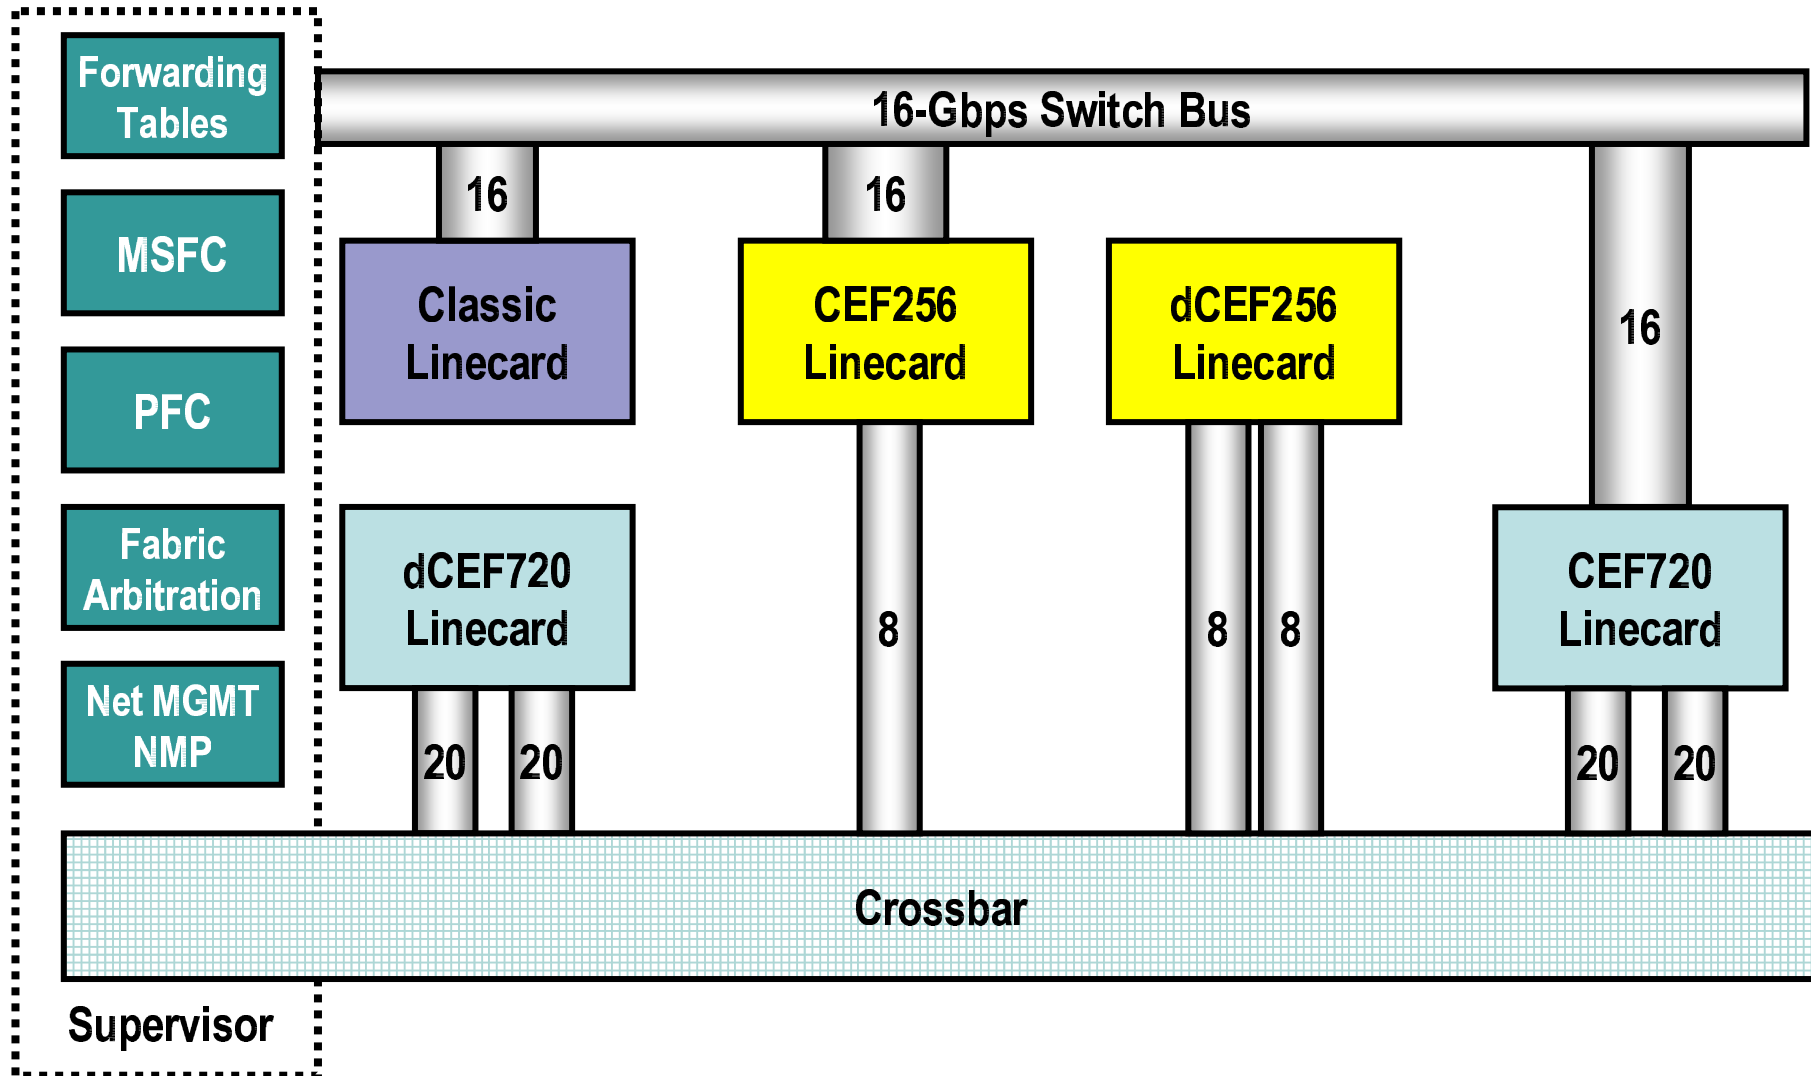 Forwarding
Tables
MSFC
PFC
Fabric
Arbitration
Net MGMT
NMP
Supervisor
16-Gbps Switch Bus
16
16
16
Classic
Linecard
CEF256
Linecard
dCEF256
Linecard
dCEF720
Linecard
CEF720
Linecard
20
20
8
8
8
20
20
Crossbar